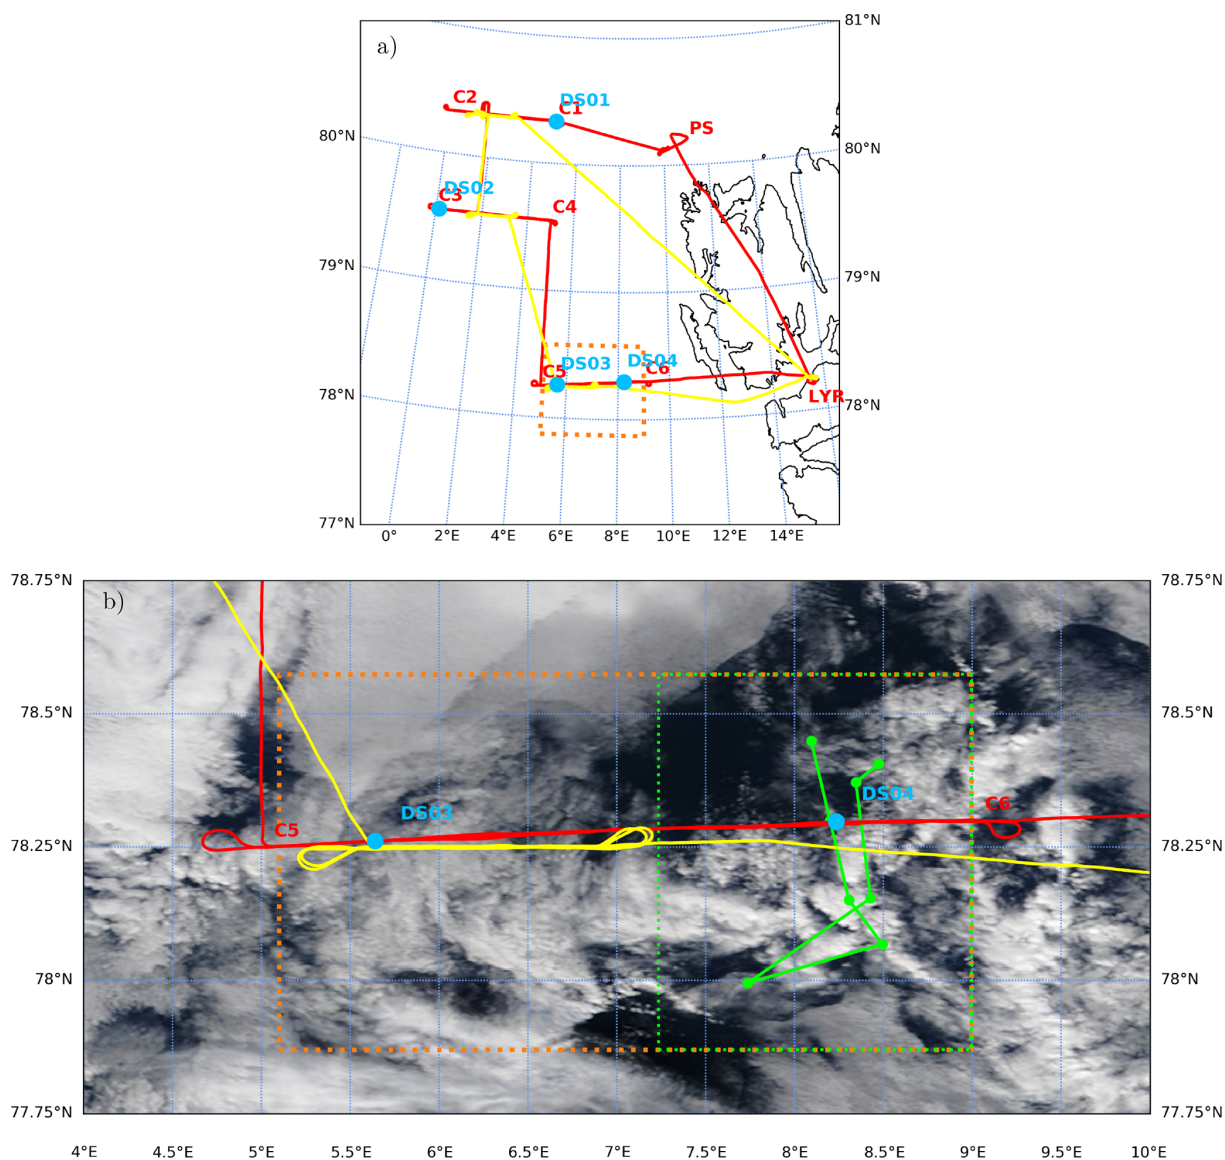 a)
81°N
C2
DS01
C1
PS
80°N
80°N
DS02
C3
C4
79°N
79°N
DS03
DS04
C5
C6
78°N
LYR
78°N
77°N
0°
2°E
4°E
6°E
8°E
10°E
12°E
14°E
78.75°N
b)
78.75°N
78.5°N
78.5°N
DS03
DS04
C5
C6
78.25°N
78.25°N
78°N
78°N
77.75°N
77.75°N
4°E
4.5°E
5°E
5.5°E
6°E
6.5°E
7°E
7.5°E
8°E
8.5°E
9°E
9.5°E
10°E